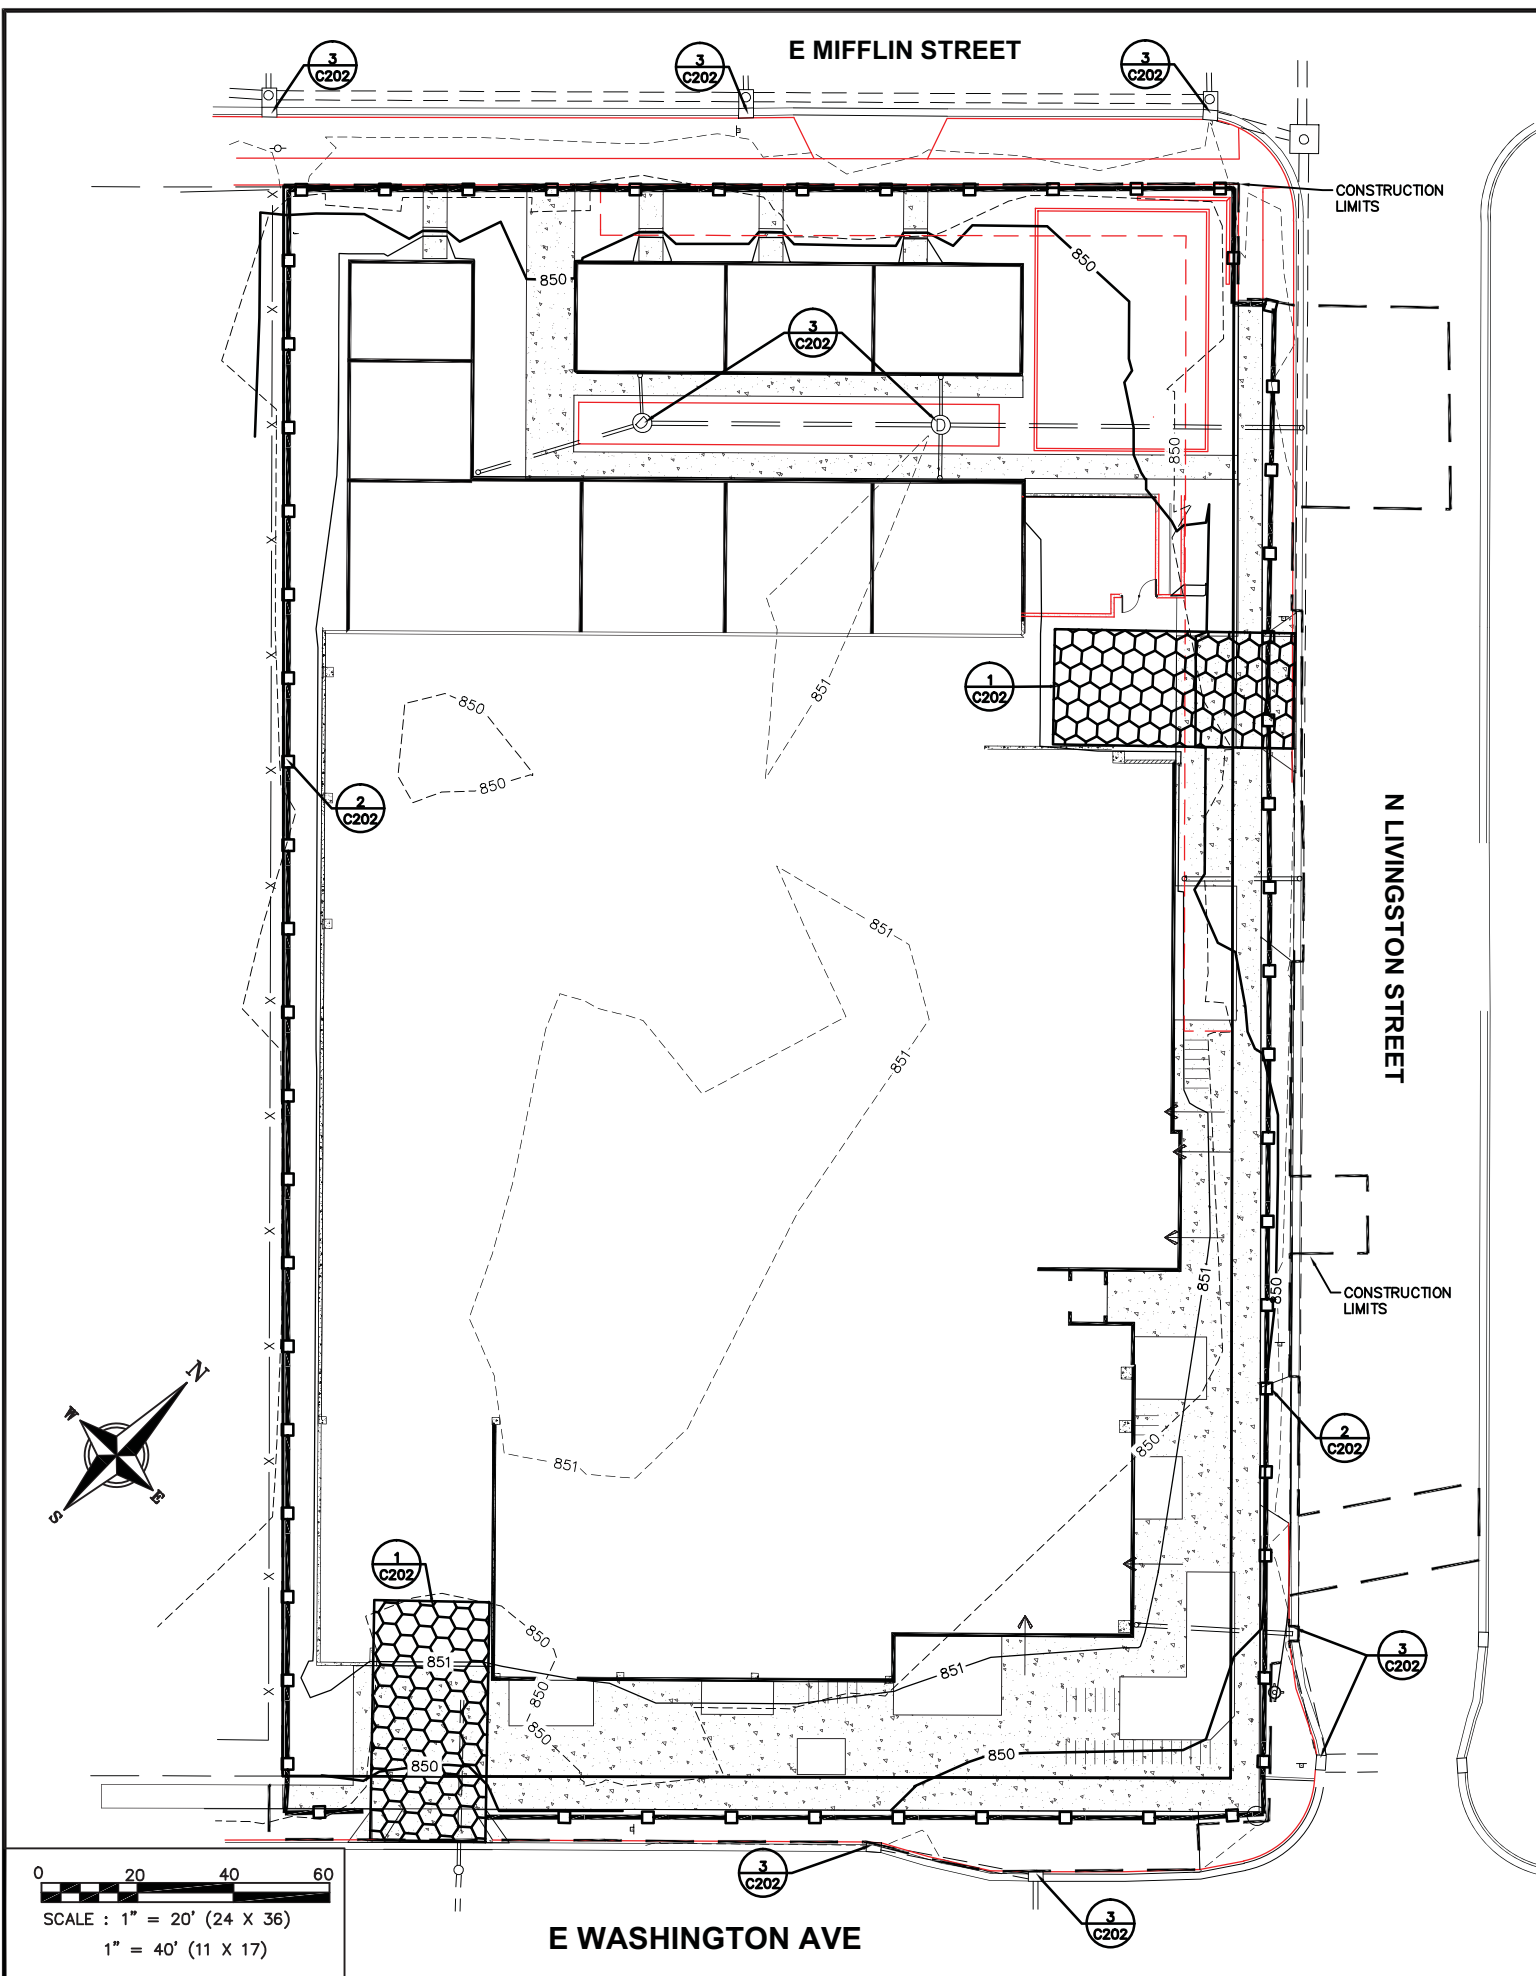 E MIFFLIN STREET
3
C202
3
C202
3
C202
CONSTRUCTION
LIMITS
850
850
3
C202
D
850
1
C202
851
850
850
2
C202
N LIVINGSTON STREET
851
851
851
850
CONSTRUCTION
LIMITS
N
W
E
S
850
2
C202
851
1
C202
850
851
850
851
850
850
850
3
C202
3
C202
3
C202
0 20 40 60
SCALE : 1" = 20' (24 X 36)
1" = 40' (11 X 17)
E WASHINGTON AVE
X
X
X
X
X
X
X
X
X
X
X
X
X
X